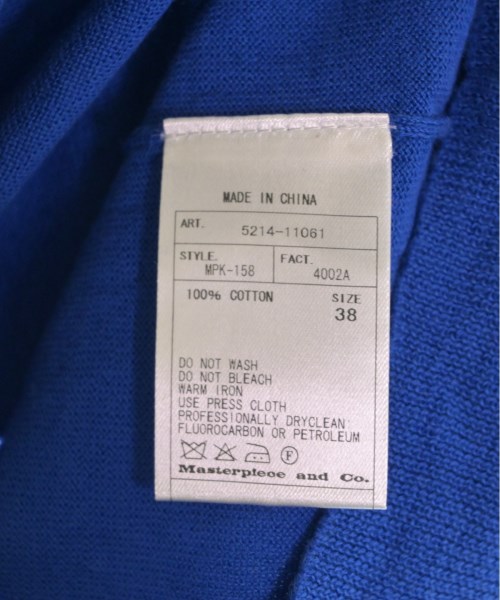 MADE IN CHINA
ART. 5214-11061
STYLE. FACT.
MPK-158 4002A
100% COTTON SIZE
38
DO NOT WASH
DO NOT BLEACH
WARM IRON
USE PRESS CLOTH
PROFESSIONALLY DRYCLEAN
FLUOROCARBON OR PETROLEUM
F
Masterpiece and Co.